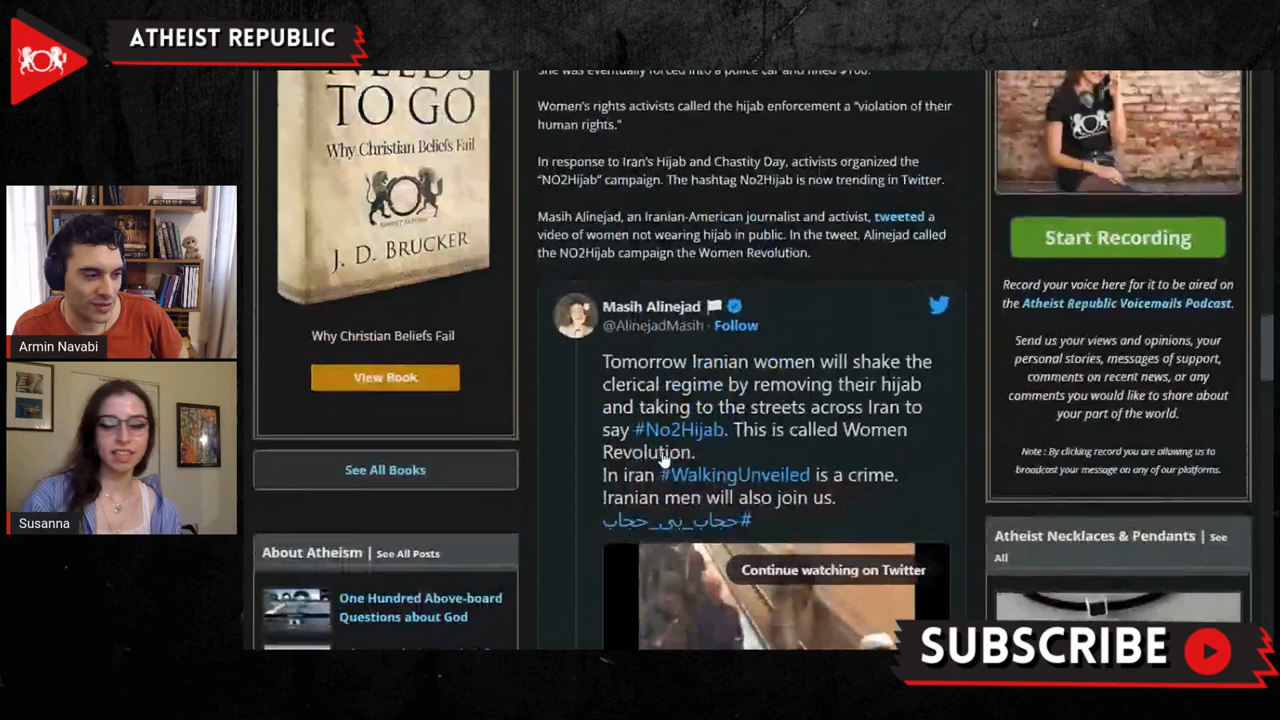 ATHEIST REPUBLIC
NEEDS
TO GO
Why Christian Beliefs Fail
J. D. BRUCKER
Why Christian Beliefs Fail
View Book
See All Books
About Atheism | See All Posts
One Hundred Above-board
Questions about God
She was eventually forced into a police car and fined $100.
Women's rights activists called the hijab enforcement a "violation of their
human rights."
In response to Iran's Hijab and Chastity Day, activists organized the
"NO2Hijab" campaign. The hashtag No2Hijab is now trending in Twitter.
Masih Alinejad, an Iranian-American journalist and activist, tweeted a
video of women not wearing hijab in public. In the tweet, Alinejad called
the NO2Hijab campaign the Women Revolution.
Masih Alinejad
@AlinejadMasih · Follow
Tomorrow Iranian women will shake the
clerical regime by removing their hijab
and taking to the streets across Iran to
say #No2Hijab. This is called Women
Revolution.
In iran #WalkingUnveiled is a crime.
Iranian men will also join us.
#حجاب_بی_حجاب
Continue watching on Twitter
Start Recording
Record your voice here for it to be aired on
the Atheist Republic Voicemails Podcast.
Send us your views and opinions, your
personal stories, messages of support,
comments on recent news, or any
comments you would like to share about
your part of the world.
Note : By clicking record you are allowing us to
broadcast your message on any of our platforms.
Atheist Necklaces & Pendants | See
All
Armin Navabi
Susanna
SUBSCRIBE